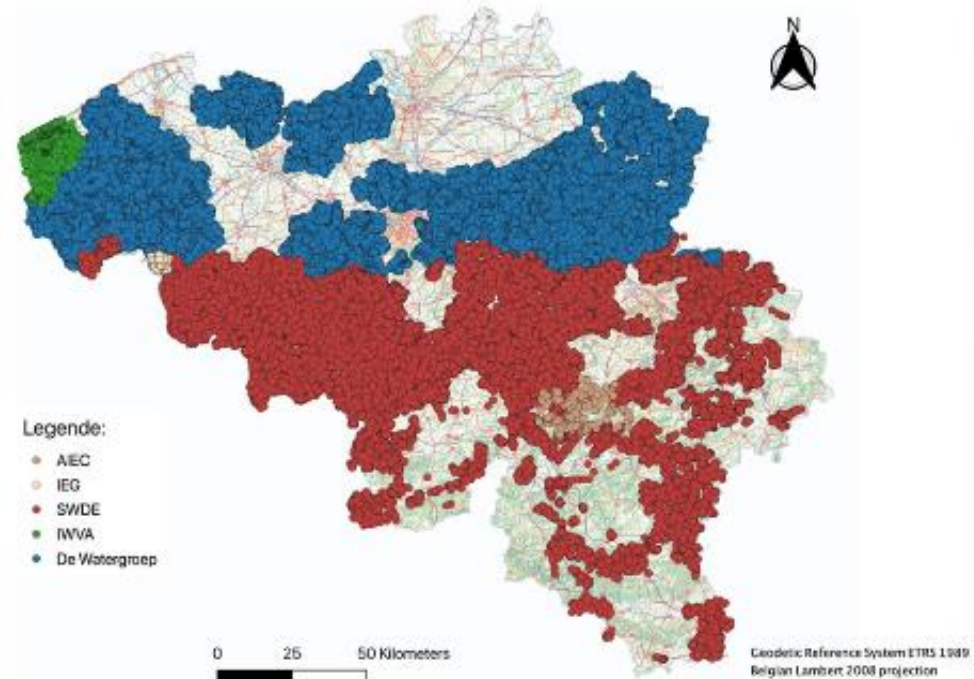 N
Legende:
AIEC
IEG
SWDE
IWVA
De Watergroep
0 25 50 Kilometers
Geodetic Reference System ETRS 1989
Belgian Lambert 2008 projection